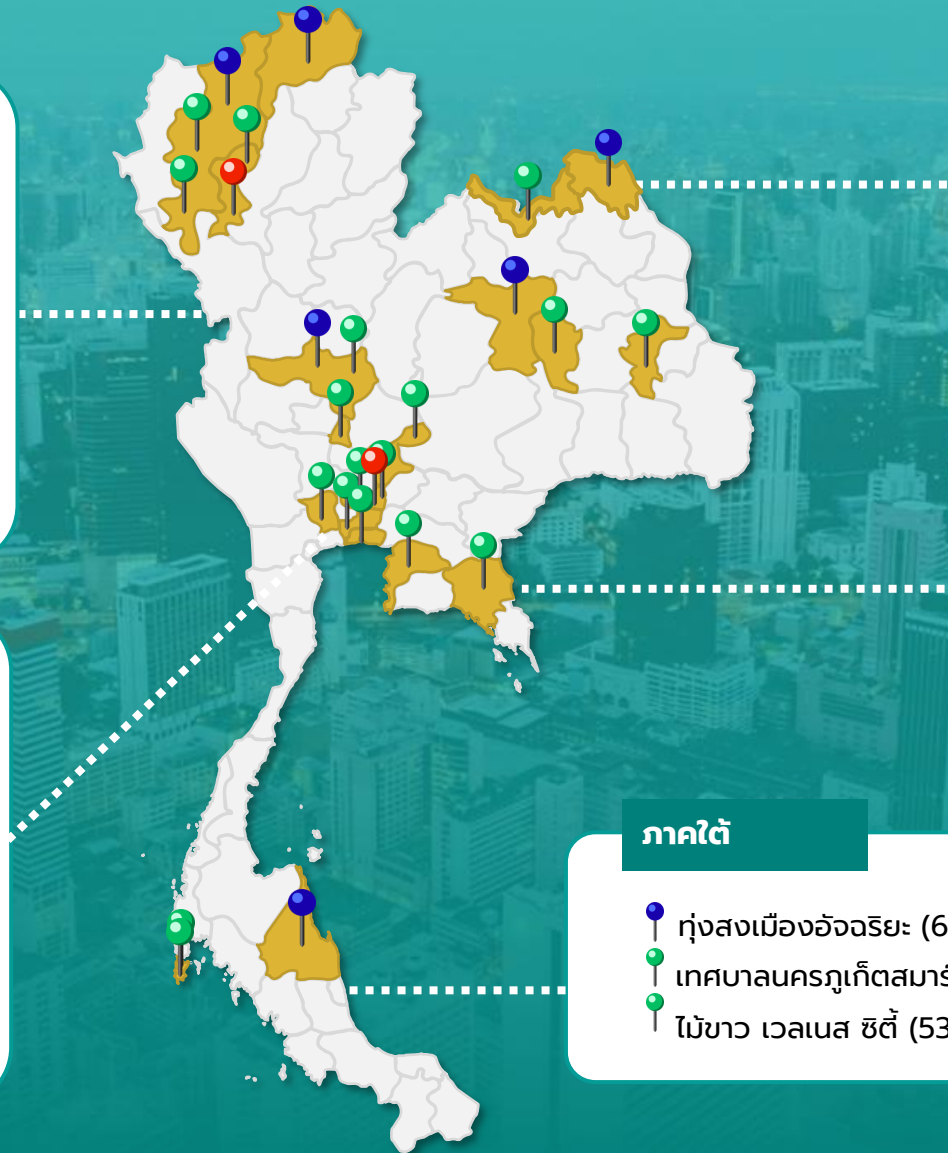 ภาคใต้
ทุ่งสงเมืองอัจฉริยะ (6
เทศบาลนครภูเก็ตสมาร์
ไม้ขาว เวลเนส ซิตี้ (53